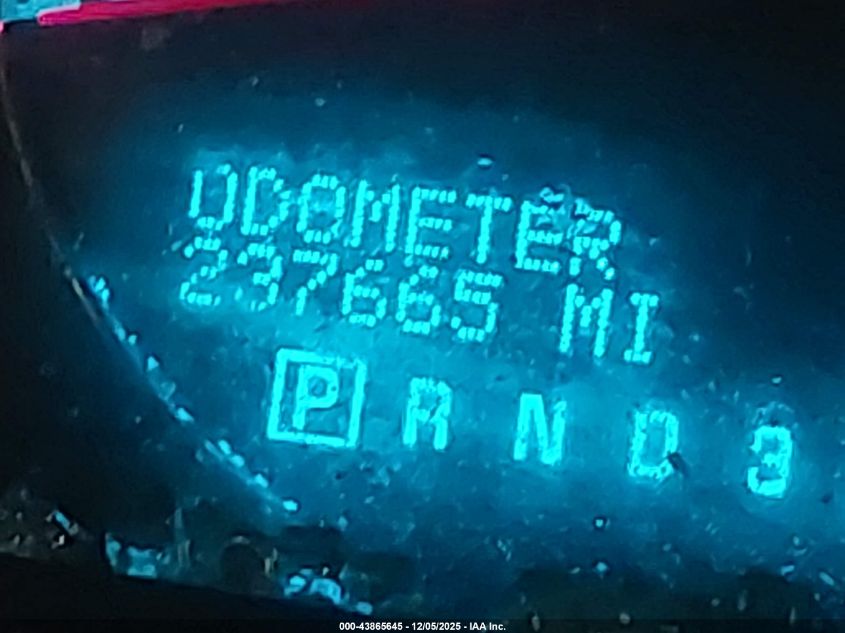 ODOMETER
237665 MI
P R N D 3
000-43865645 - 12/05/2025 - IAA Inc.